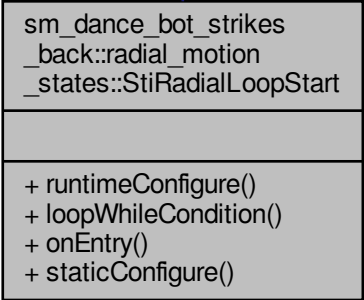 sm_dance_bot_strikes
_back::radial_motion
_states::StiRadialLoopStart
+ runtimeConfigure()
+ loopWhileCondition()
+ onEntry()
+ staticConfigure()